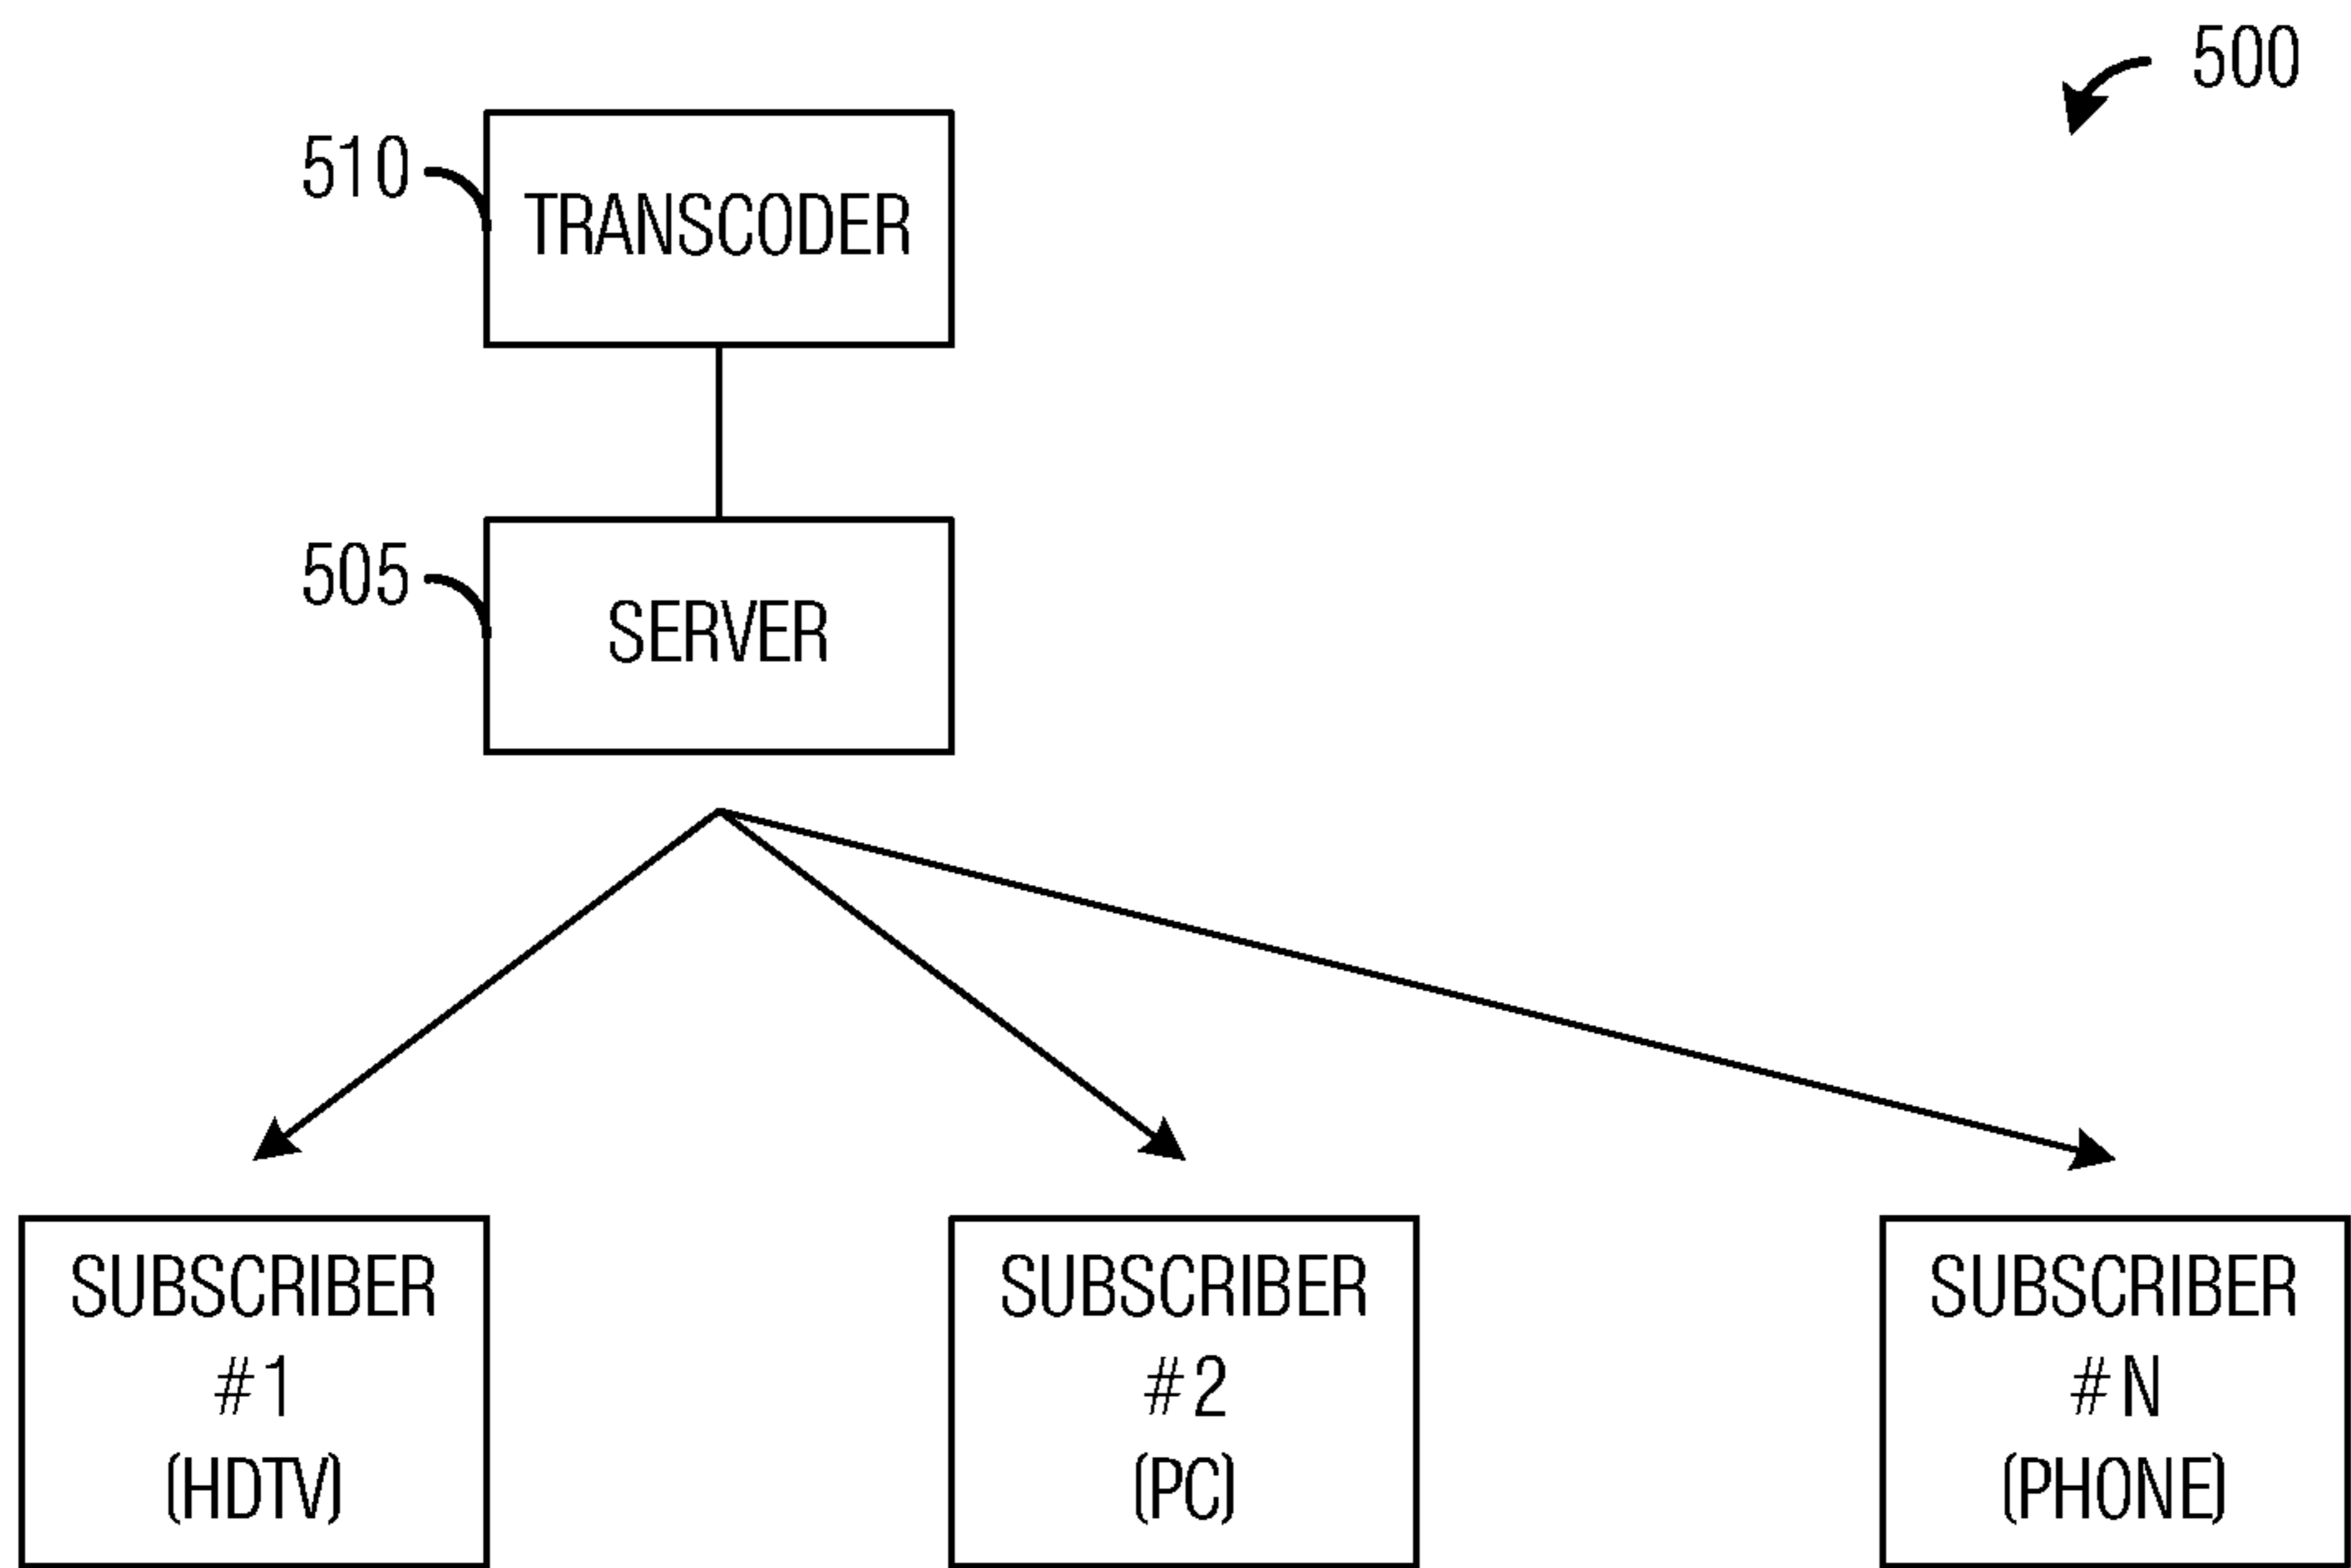 500
510
TRANSCODER
505
SERVER
SUBSCRIBER
#1
(HDTV)
SUBSCRIBER
#2
(PC)
SUBSCRIBER
#N
(PHONE)